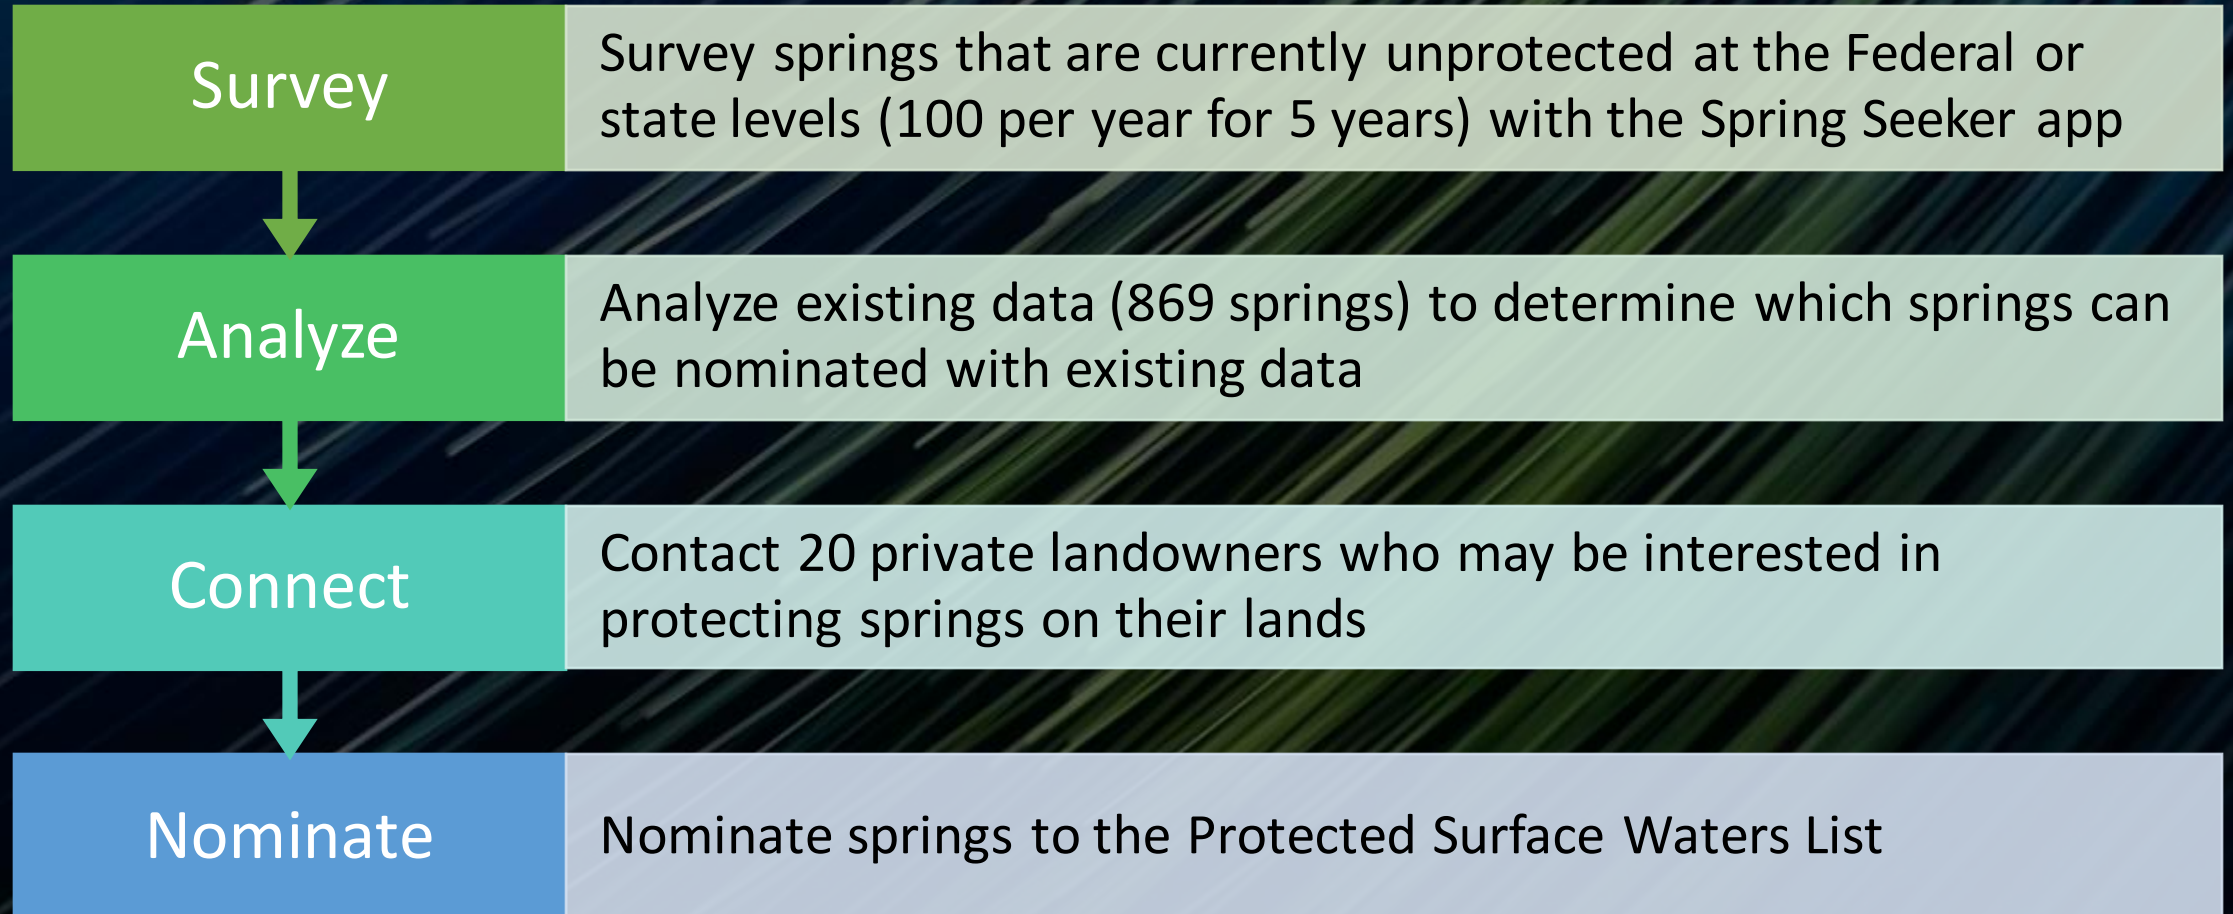 Survey
Survey springs that are currently unprotected at the Federal or
state levels (100 per year for 5 years) with the Spring Seeker app
Analyze
Analyze existing data (869 springs) to determine which springs can
be nominated with existing data
Connect
Contact 20 private landowners who may be interested in
protecting springs on their lands
Nominate
Nominate springs to the Protected Surface Waters List